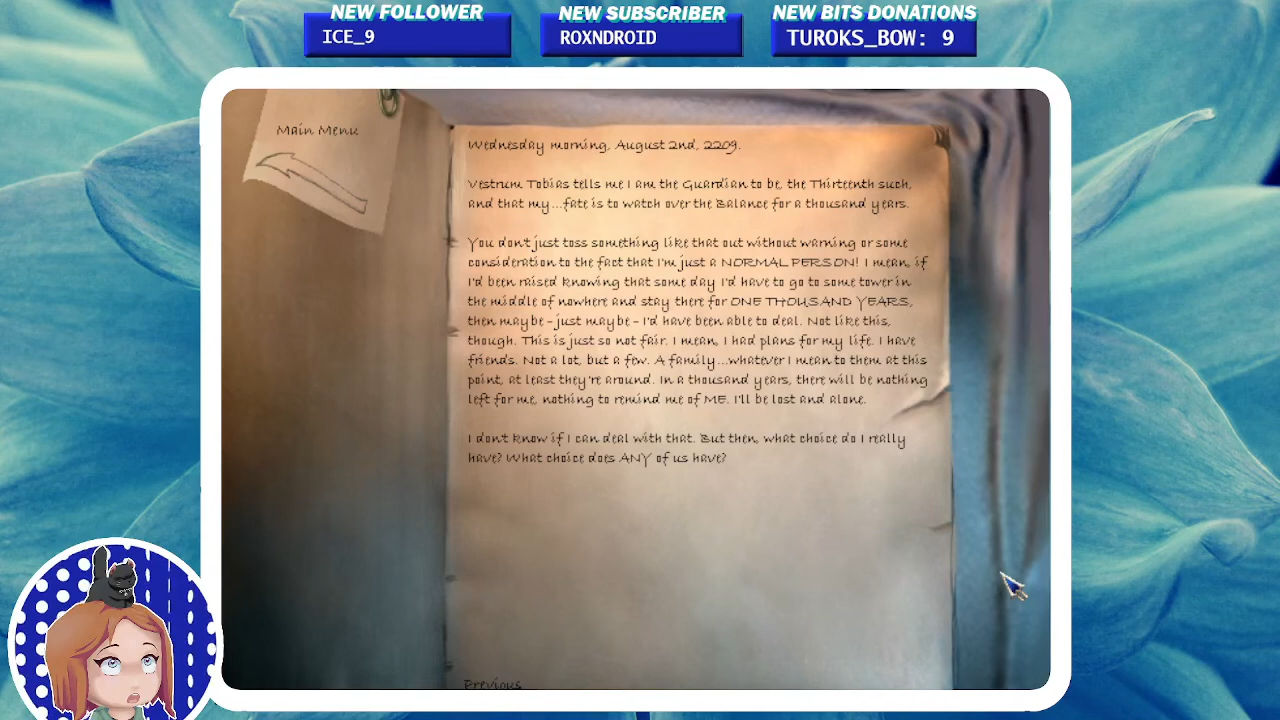 NEW FOLLOWER
ICE_9
NEW SUBSCRIBER
ROXNDROID
NEW BITS DONATIONS
TUROKS_BOW: 9
Main Menu
Wednesday morning, August 2nd, 2209.
Vestrum Tobias tells me I am the Guardian to be, the Thirteenth such,
and that my...fate is to watch over the Balance for a thousand years.
You don't just toss something like that out without warning or some
consideration to the fact that I'm just a NORMAL PERSON! I mean, if
I'd been raised knowing that some day I'd have to go to some tower in
the middle of nowhere and stay there for ONE THOUSAND YEARS,
then maybe - just maybe - I'd have been able to deal. Not like this,
though. This is just so not fair. I mean, I had plans for my life. I have
friends. Not a lot, but a few. A family...whatever I mean to them at this
point, at least they're around. In a thousand years, there will be nothing
left for me, nothing to remind me of ME. I'll be lost and alone.
I don't know if I can deal with that. But then, what choice do I really
have? What choice does ANY of us have?
Previous